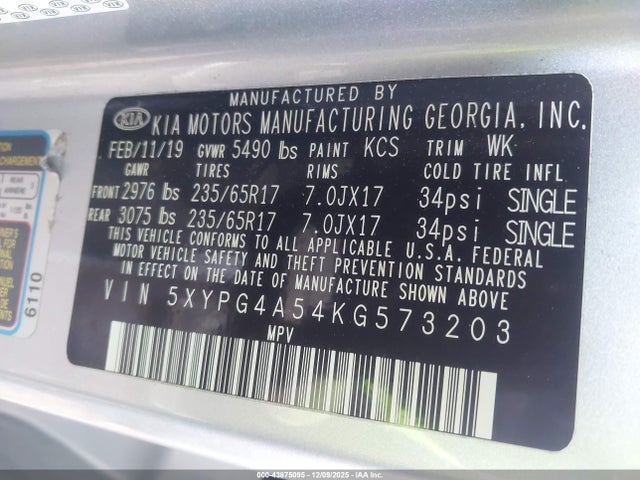 MANUFACTURED BY
KIA KIA MOTORS MANUFACTURING GEORGIA, INC.
FEB/11/19 GVWR 5490 lbs PAINT KCS TRIM WK
GAWR TIRES RIMS COLD TIRE INFL
FRONT 2976 lbs 235/65R17 7.0JX17 34psi SINGLE
REAR 3075 lbs 235/65R17 7.0JX17 34psi SINGLE
THIS VEHICLE CONFORMS TO ALL APPLICABLE U.S.A. FEDERAL
MOTOR VEHICLE SAFETY AND THEFT PREVENTION STANDARDS
IN EFFECT ON THE DATE OF MANUFACTURE SHOWN ABOVE
VIN 5XYPG4A54KG573203
MPV
6110
000-43875095 - 12/09/2025 - IAA, Inc.